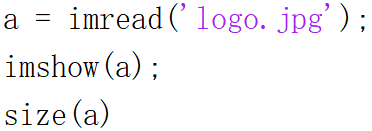 a = imread('logo.jpg');
imshow(a);
size(a)